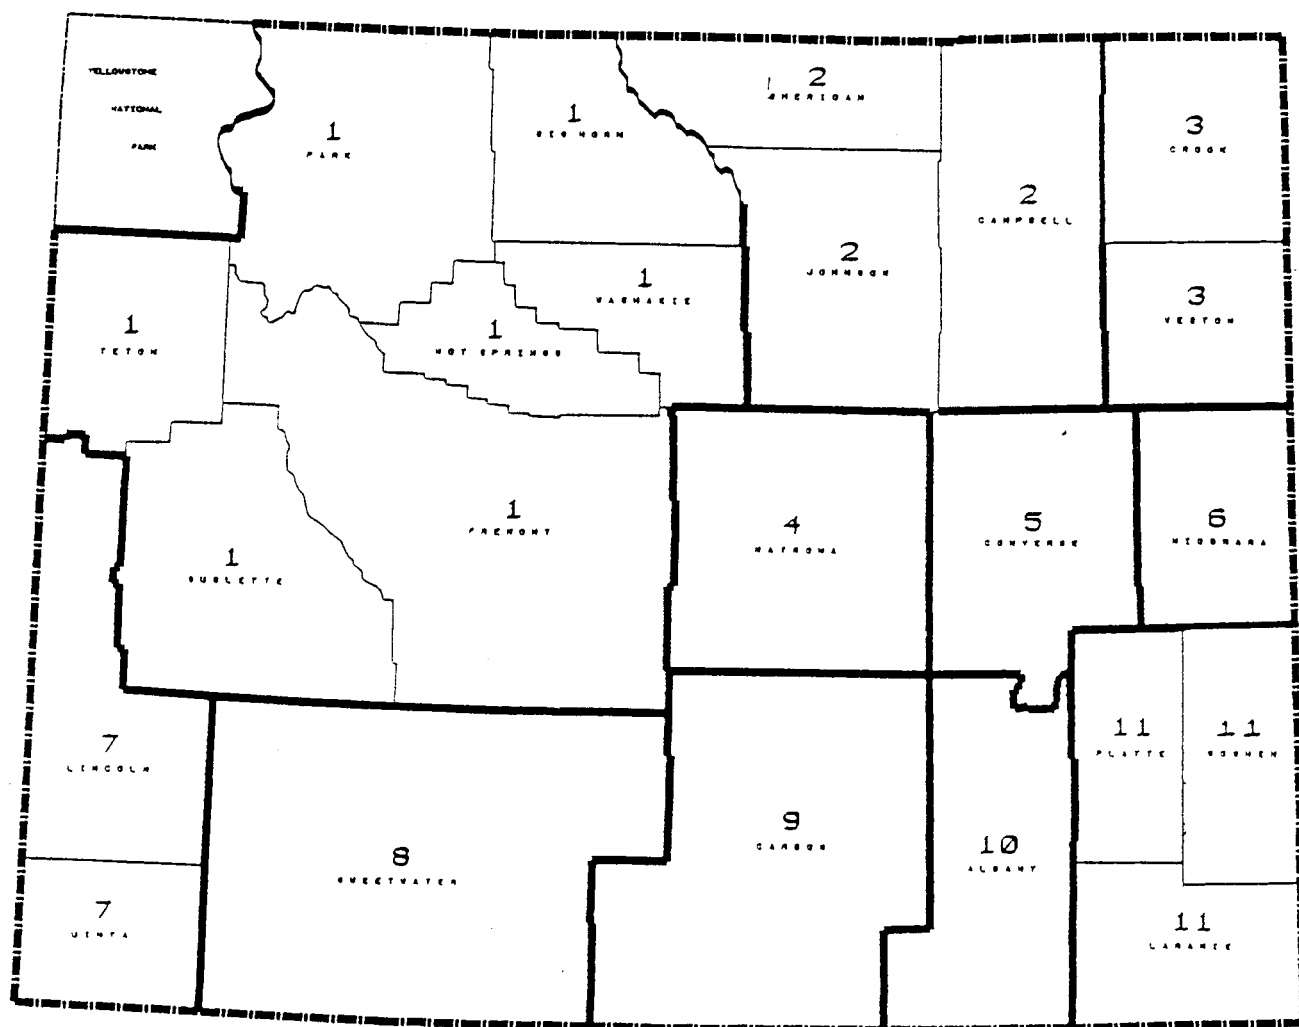 YELLOWSTONE
NATIONAL
PARK
1
PARK
1
BIG HORN
2
SHERIDAN
2
CAMPBELL
3
CROOK
1
TETON
1
HOT SPRINGS
1
WASHAKIE
2
JOHNSON
3
WESTON
1
SUBLETTE
1
FREMONT
4
NATRONA
5
CONVERSE
6
NIOBRARA
7
LINCOLN
8
SWEETWATER
9
CARBON
10
ALBANY
11
PLATTE
11
GOSHEN
7
UINTA
11
LARAMIE